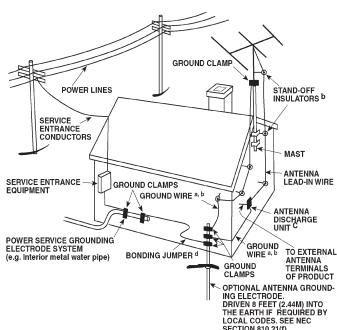 GROUND CLAMP
POWER LINES
STAND-OFF
INSULATORS b
SERVICE
ENTRANCE
CONDUCTORS
MAST
ANTENNA
LEAD-IN WIRE
SERVICE ENTRANCE
EQUIPMENT
GROUND CLAMPS
GROUND WIRE a, b
ANTENNA
DISCHARGE
UNIT C
POWER SERVICE GROUNDING
ELECTRODE SYSTEM
(e.g. Interior metal water pipe)
BONDING JUMPER d
GROUND
WIRE a, b
TO EXTERNAL
ANTENNA
TERMINALS
OF PRODUCT
GROUND
CLAMPS
OPTIONAL ANTENNA GROUND-
ING ELECTRODE.
DRIVEN 8 FEET (2.44M) INTO
THE EARTH IF REQUIRED BY
LOCAL CODES. SEE NEC
SECTION 810 21(f)